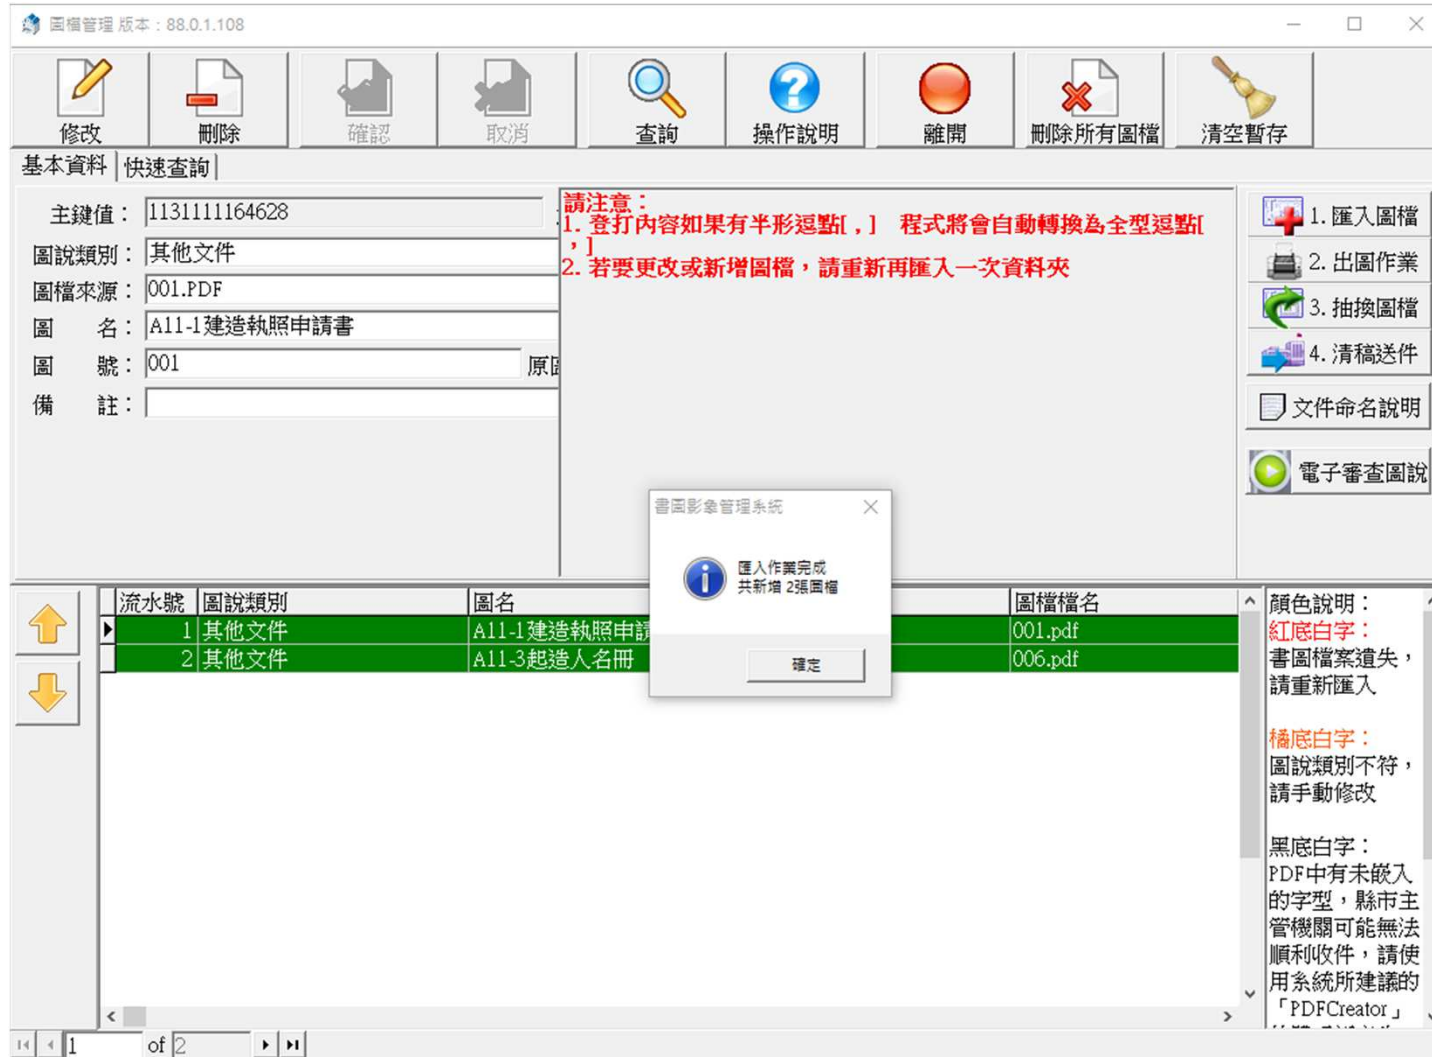 圖檔管理 版本：88.0.1.108
修改
刪除
確認
取消
查詢
操作說明
離開
刪除所有圖檔
清空暫存
基本資料
快速查詢
主鍵值：
1131111164628
圖說類別：
其他文件
圖檔來源：
001.PDF
圖　　名：
A11-1建造執照申請書
圖　　號：
001
備　　註：
請注意：
1. 登打內容如果有半形逗點[ , ]　程式將會自動轉換為全型逗點[
，]
2. 若要更改或新增圖檔，請重新再匯入一次資料夾
1. 匯入圖檔
2. 出圖作業
3. 抽換圖檔
4. 清稿送件
文件命名說明
電子審查圖說
書圖影象管理系統
匯入作業完成
共新增 2張圖檔
確定
流水號 圖說類別 圖名 圖檔檔名
1 其他文件 A11-1建造執照申 001.pdf
2 其他文件 A11-3起造人名冊 006.pdf
顏色說明：
紅底白字：
書圖檔案遺失，
請重新匯入
橘底白字：
圖說類別不符，
請手動修改
黑底白字：
PDF中有未嵌入
的字型，縣市主
管機關可能無法
順利收件，請使
用系統所建議的
「PDFCreator」
1 of 2